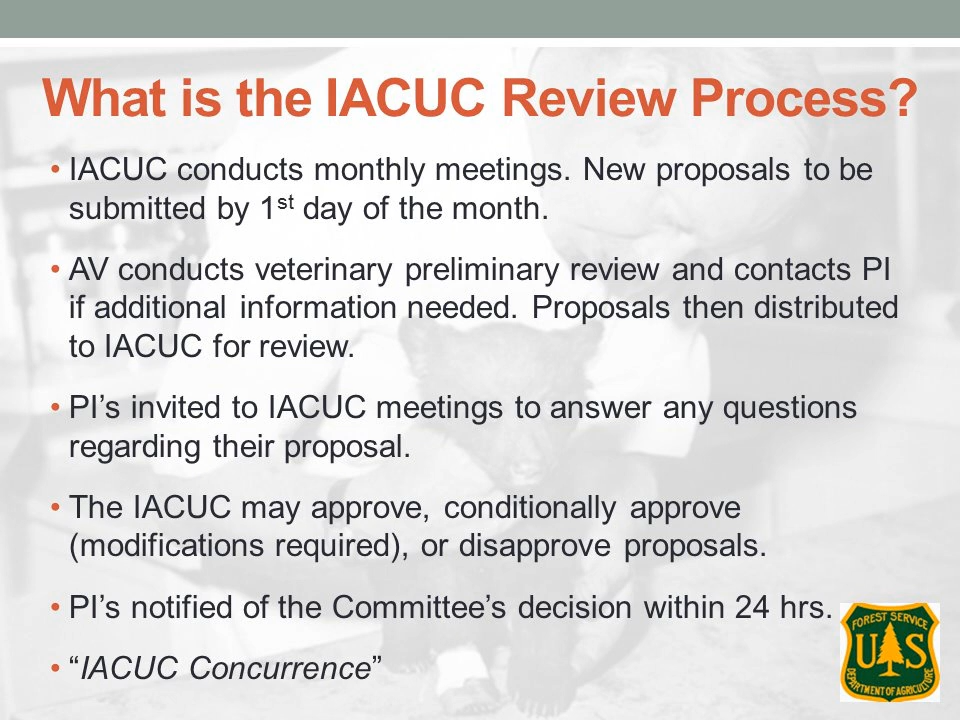 What is the IACUC Review Process?
• IACUC conducts monthly meetings. New proposals to be
submitted by 1st day of the month.
• AV conducts veterinary preliminary review and contacts PI
if additional information needed. Proposals then distributed
to IACUC for review.
• PI’s invited to IACUC meetings to answer any questions
regarding their proposal.
• The IACUC may approve, conditionally approve
(modifications required), or disapprove proposals.
• PI’s notified of the Committee’s decision within 24 hrs.
• “IACUC Concurrence”
FOREST SERVICE
U S
DEPARTMENT OF AGRICULTURE